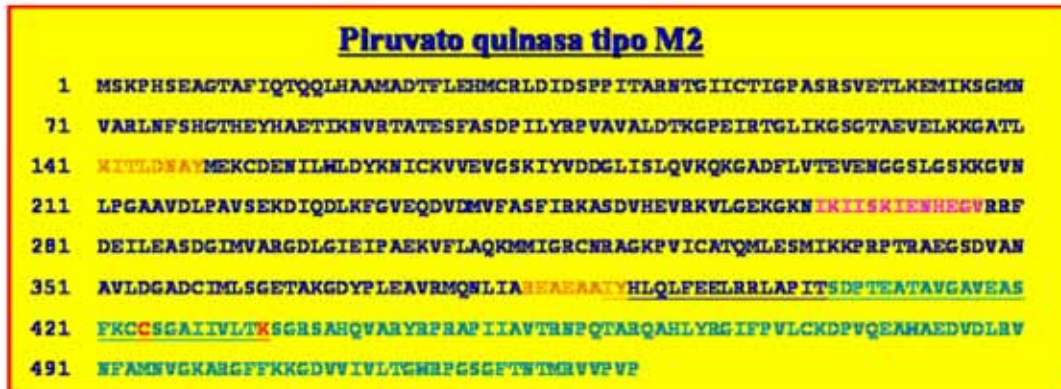 Piruvato quinasa tipo M2
1 MSKPHSEAGTAFIQTQQLHAAMADTFLEHMCRLDIDSPPITARNTGIICTIGPASRSVETLKEMIKSGMN
71 VARLNFSHGTHEYHAETIKNVRTATESFASDPILYRPVAVALDTKGPEIRTGLIKGSGTAEVELKKGATL
141 KITLDNAYMEKCDENILWLDYKNICKVVEVGSKIYVDDGLISLQVKQKGADFLVTEVENGGSLGSKKGVN
211 LPGAAVDLPAVSEKDIQDLKFGVEQDVDMVFASFIRKASDVHEVRKVLGEKGKNIKIISKIENHEGVRRF
281 DEILEASDGIMVARGDLGIEIPAEKVFLAQKMMIGRCNRAGKPVICATQMLESMIKKPRPTRAEGSDVAN
351 AVLDGADCIMLSGETAKGDYPLEAVRMQNLIAREAEAAIYHLQLFEELRRLAPITSDPTEATAVGAVEAS
421 FKCCSGAIIVLTKSGRSAHQVARYRPRAPIIAVTRNPQTARQAHLYRGIFPVLCKDPVQEAWAEDVDLRV
491 NFAMNVGKARGFFKKGDVVIVLTGWRPGSGFTNTMRVVPVP